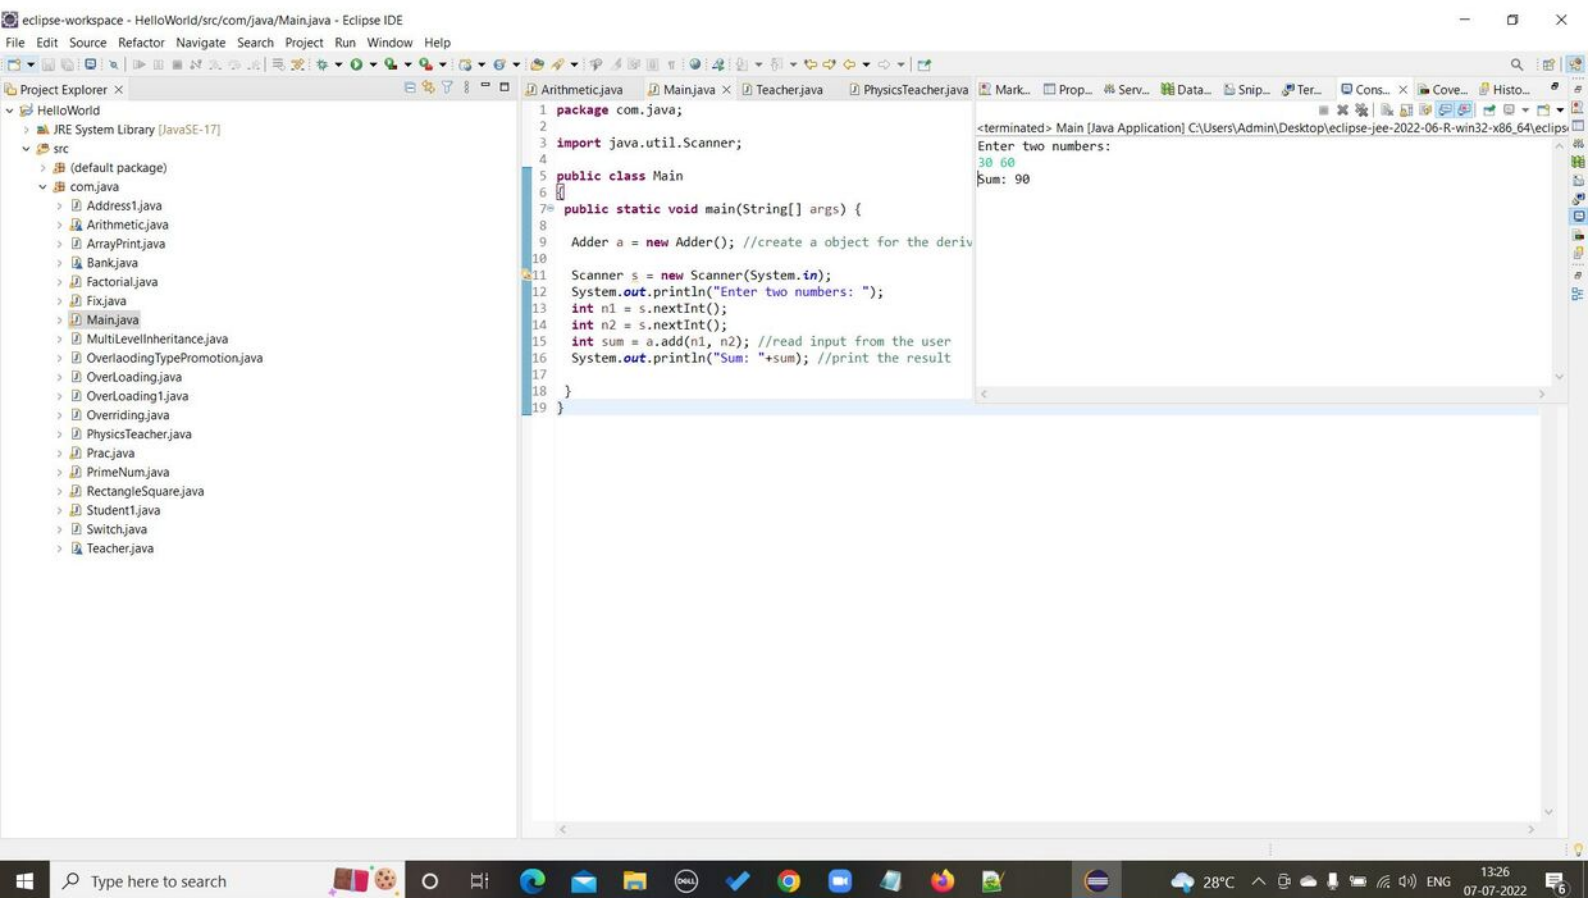 eclipse-workspace - HelloWorld/src/com/java/Main.java - Eclipse IDE
File Edit Source Refactor Navigate Search Project Run Window Help
Project Explorer
HelloWorld
JRE System Library [JavaSE-17]
src
(default package)
com.java
Address1.java
Arithmetic.java
ArrayPrint.java
Bank.java
Factorial.java
Fix.java
Main.java
MultiLevelInheritance.java
OverlaodingTypePromotion.java
OverLoading.java
OverLoading1.java
Overriding.java
PhysicsTeacher.java
Prac.java
PrimeNum.java
RectangleSquare.java
Student1.java
Switch.java
Teacher.java
Arithmetic.java Main.java Teacher.java PhysicsTeacher.java
1 package com.java;
2
3 import java.util.Scanner;
4
5 public class Main
6 {
7 public static void main(String[] args) {
8
9 Adder a = new Adder(); //create a object for the deriv
10
11 Scanner s = new Scanner(System.in);
12 System.out.println("Enter two numbers: ");
13 int n1 = s.nextInt();
14 int n2 = s.nextInt();
15 int sum = a.add(n1, n2); //read input from the user
16 System.out.println("Sum: "+sum); //print the result
17
18 }
19 }
Mark... Prop... Serv... Data... Snip... Ter... Cons... Cove... Histo...
<terminated> Main [Java Application] C:\Users\Admin\Desktop\eclipse-jee-2022-06-R-win32-x86_64\eclips
Enter two numbers:
30 60
Sum: 90
Type here to search
DELL
28°C ENG
13:26
07-07-2022
6